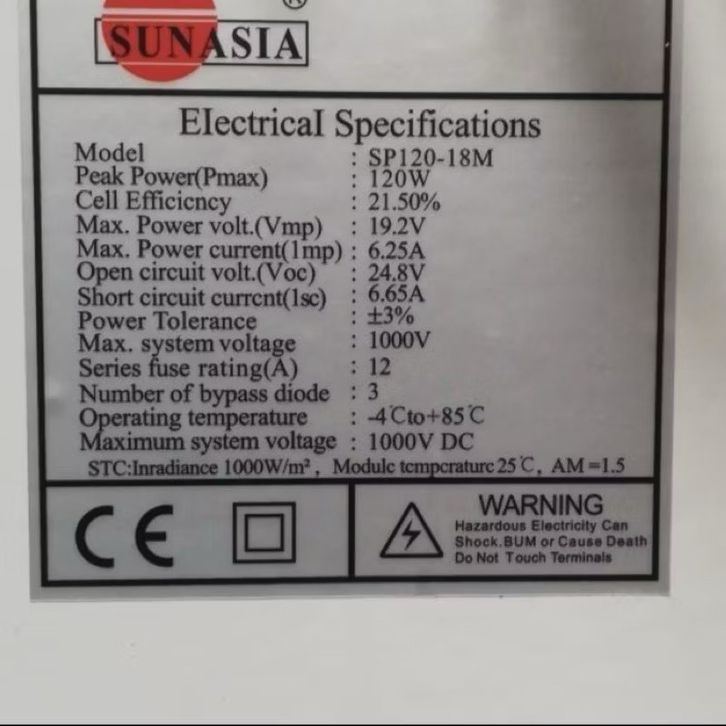 ®
SUNASIA
Electrical Specifications
Model : SP120-18M
Peak Power(Pmax) : 120W
Cell Efficicncy : 21.50%
Max. Power volt.(Vmp) : 19.2V
Max. Power current(1mp) : 6.25A
Open circuit volt.(Voc) : 24.8V
Short circuit currcnt(1sc) : 6.65A
Power Tolerance : ±3%
Max. system voltage : 1000V
Series fuse rating(A) : 12
Number of bypass diode : 3
Operating temperature : -4℃to+85℃
Maximum system voltage : 1000V DC
STC:Inradiance 1000W/m², Modulc tcmpcraturc 25℃, AM=1.5
CE
WARNING
Hazardous Electricity Can
Shock.BUM or Cause Death
Do Not Touch Terminals